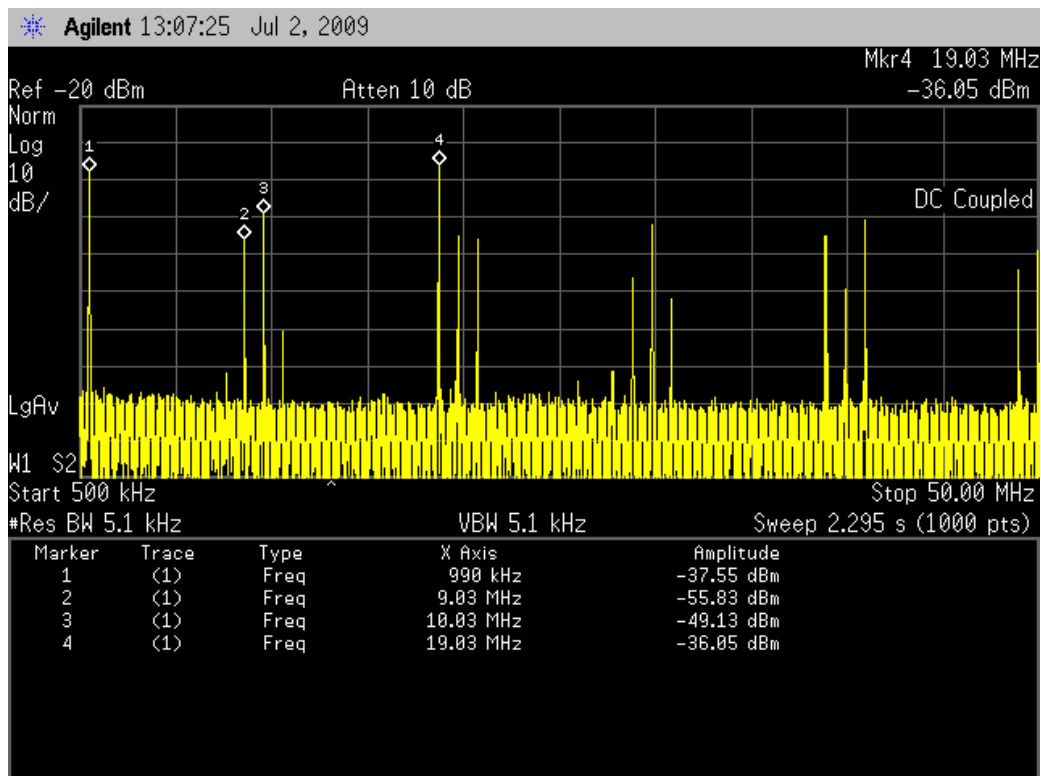 Agilent 13:07:25 Jul 2, 2009
Mkr4 19.03 MHz
Ref -20 dBm Atten 10 dB -36.05 dBm
Norm
Log
10
dB/
1
2
3
4
DC Coupled
LgAv
W1 S2
Start 500 kHz ^ Stop 50.00 MHz
#Res BW 5.1 kHz VBW 5.1 kHz Sweep 2.295 s (1000 pts)
Marker Trace Type X Axis Amplitude
1 (1) Freq 990 kHz -37.55 dBm
2 (1) Freq 9.03 MHz -55.83 dBm
3 (1) Freq 10.03 MHz -49.13 dBm
4 (1) Freq 19.03 MHz -36.05 dBm